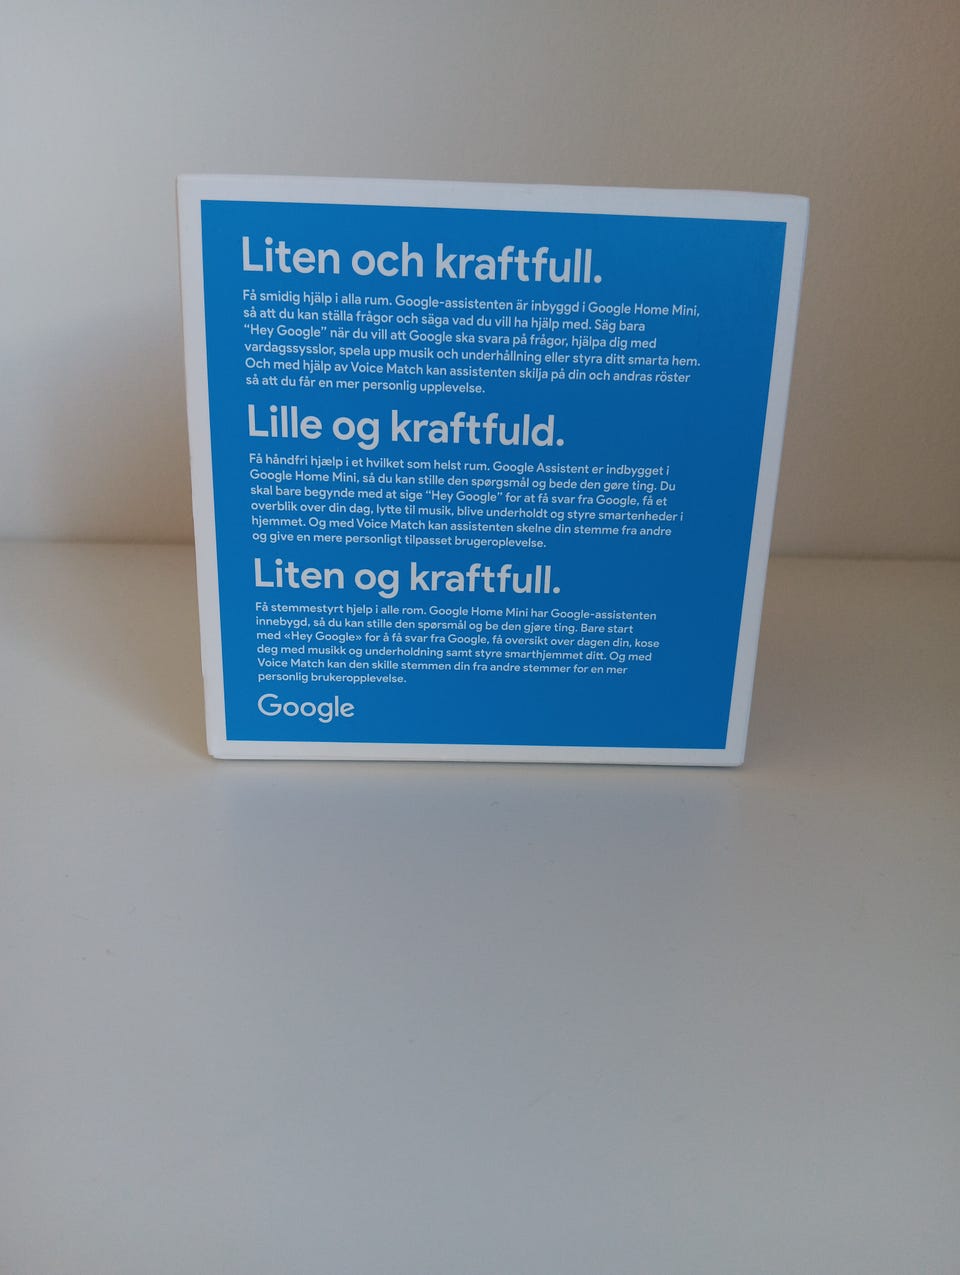 Liten och kraftfull.
Få smidig hjälp i alla rum. Google-assistenten är inbyggd i Google Home Mini,
så att du kan ställa frågor och säga vad du vill ha hjälp med. Säg bara
“Hey Google” när du vill att Google ska svara på frågor, hjälpa dig med
vardagssysslor, spela upp musik och underhållning eller styra ditt smarta hem.
Och med hjälp av Voice Match kan assistenten skilja på din och andras röster
så att du får en mer personlig upplevelse.
Lille og kraftfuld.
Få håndfri hjælp i et hvilket som helst rum. Google Assistent er indbygget i
Google Home Mini, så du kan stille den spørgsmål og bede den gøre ting. Du
skal bare begynde med at sige “Hey Google” for at få svar fra Google, få et
overblik over din dag, lytte til musik, blive underholdt og styre smartenheder i
hjemmet. Og med Voice Match kan assistenten skelne din stemme fra andre
og give en mere personligt tilpasset brugeroplevelse.
Liten og kraftfull.
Få stemmestyrt hjelp i alle rom. Google Home Mini har Google-assistenten
innebygd, så du kan stille den spørsmål og be den gjøre ting. Bare start
med «Hey Google» for å få svar fra Google, få oversikt over dagen din, kose
deg med musikk og underholdning samt styre smarthjemmet ditt. Og med
Voice Match kan den skille stemmen din fra andre stemmer for en mer
personlig brukeropplevelse.
Google